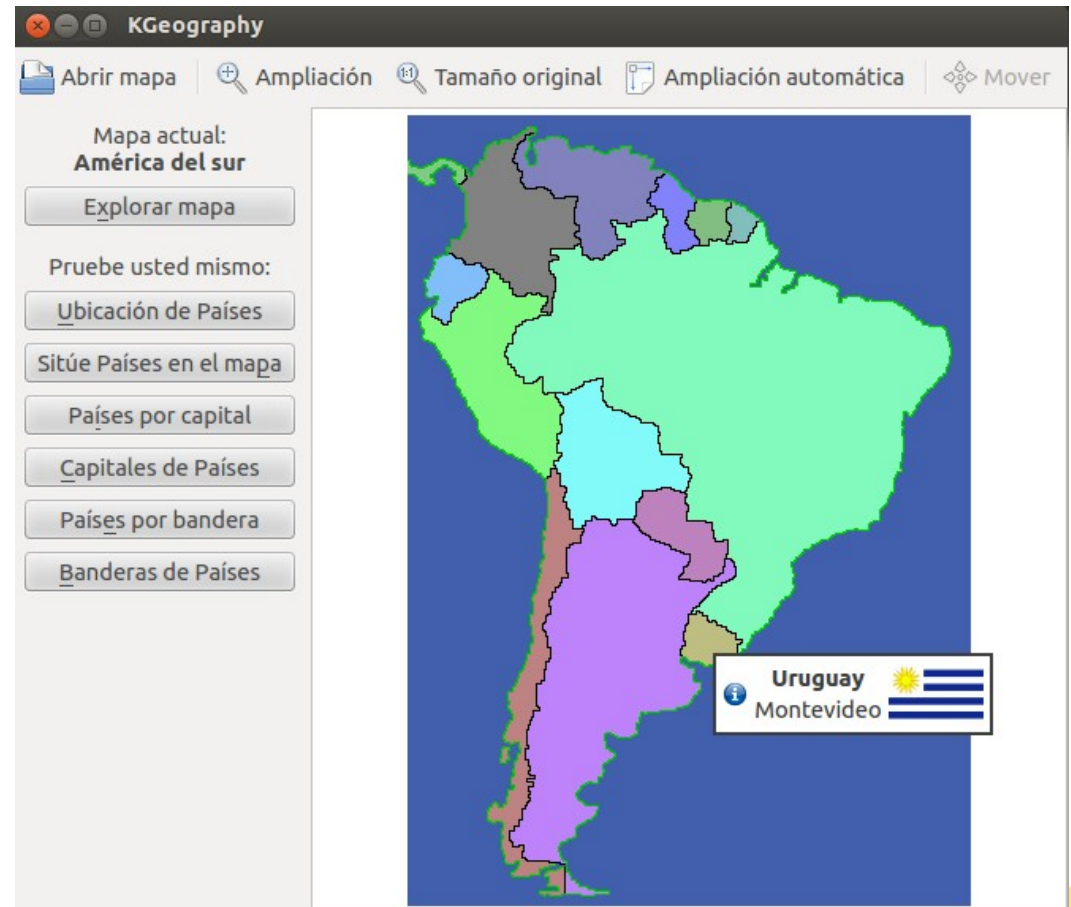 KGeography
Abrir mapa Ampliación Tamaño original Ampliación automática Mover
Mapa actual:
América del sur
Explorar mapa
Pruebe usted mismo:
Ubicación de Países
Sitúe Países en el mapa
Países por capital
Capitales de Países
Países por bandera
Banderas de Países
Uruguay
Montevideo